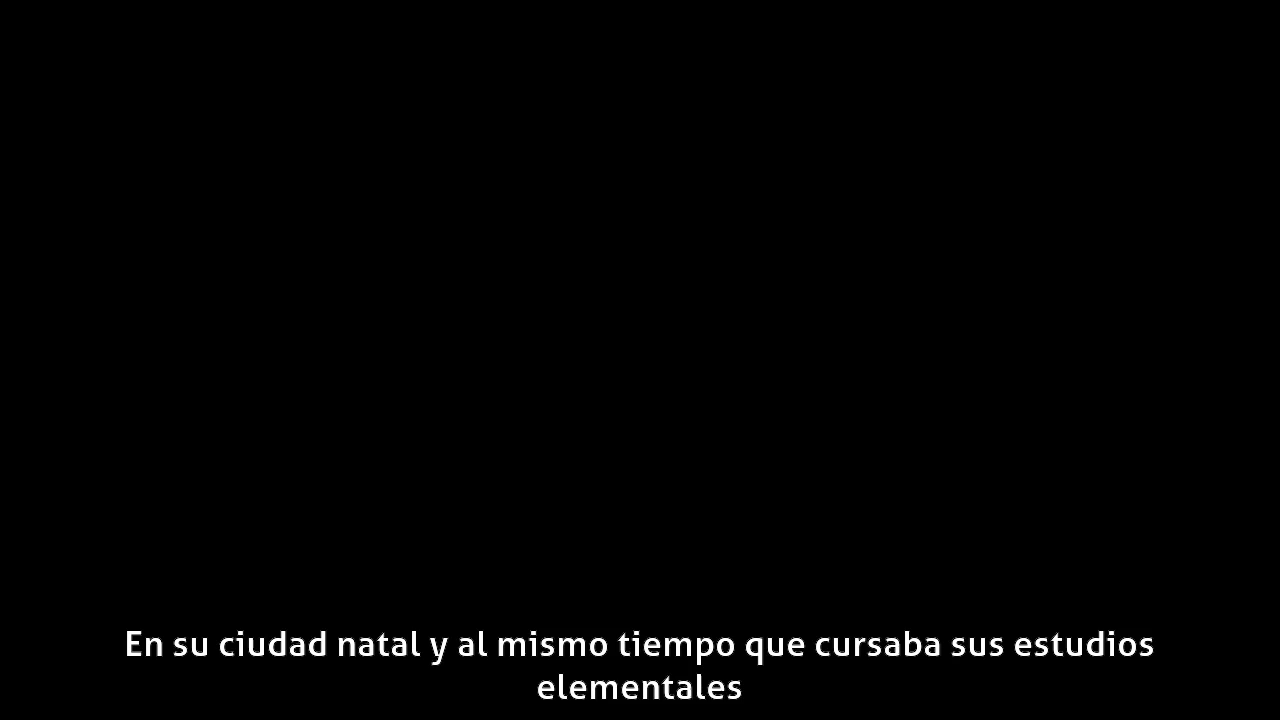 En su ciudad natal y al mismo tiempo que cursaba sus estudios
elementales